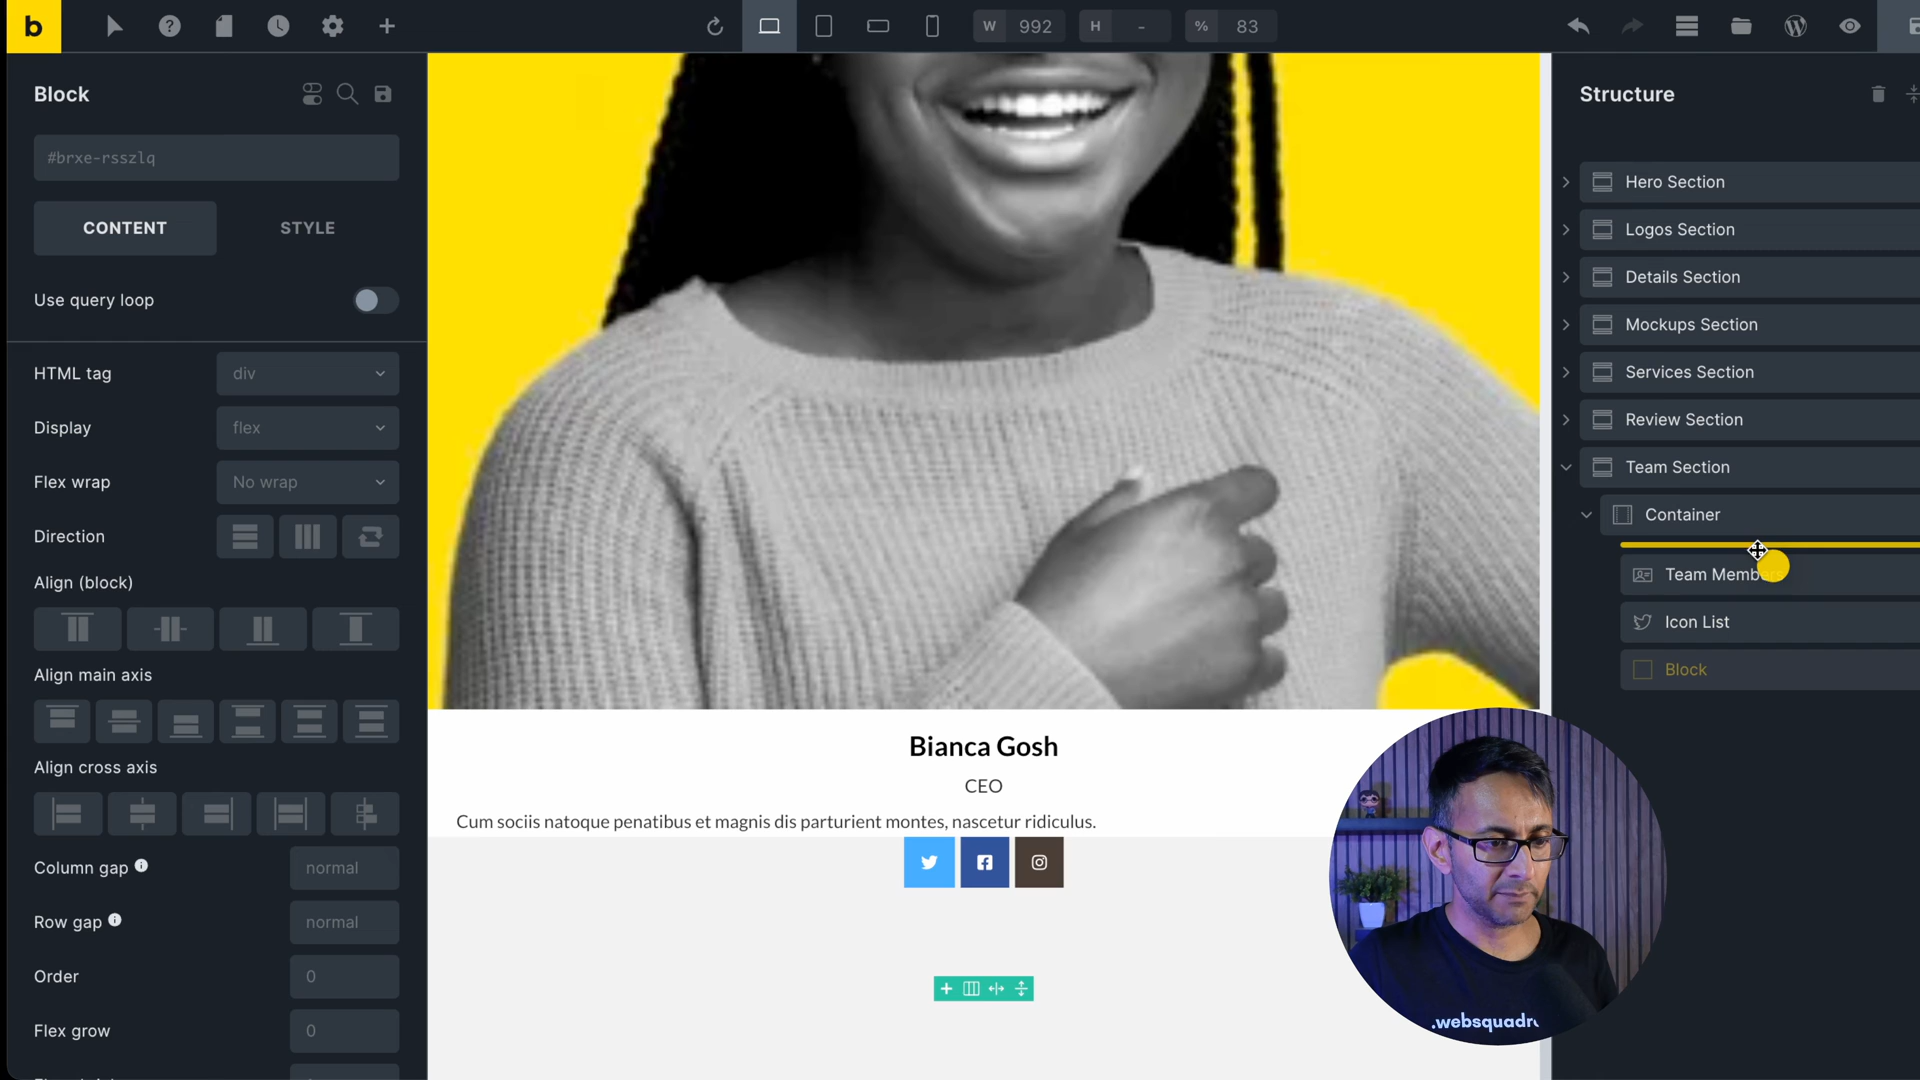 b
W 992 H - % 83
Block
#brxe-rsszlq
CONTENT STYLE
Use query loop
HTML tag div
Display flex
Flex wrap No wrap
Direction
Align (block)
Align main axis
Align cross axis
Column gap normal
Row gap normal
Order 0
Flex grow 0
Bianca Gosh
CEO
Cum sociis natoque penatibus et magnis dis parturient montes, nascetur ridiculus.
Structure
Hero Section
Logos Section
Details Section
Mockups Section
Services Section
Review Section
Team Section
Container
Team Members
Icon List
Block